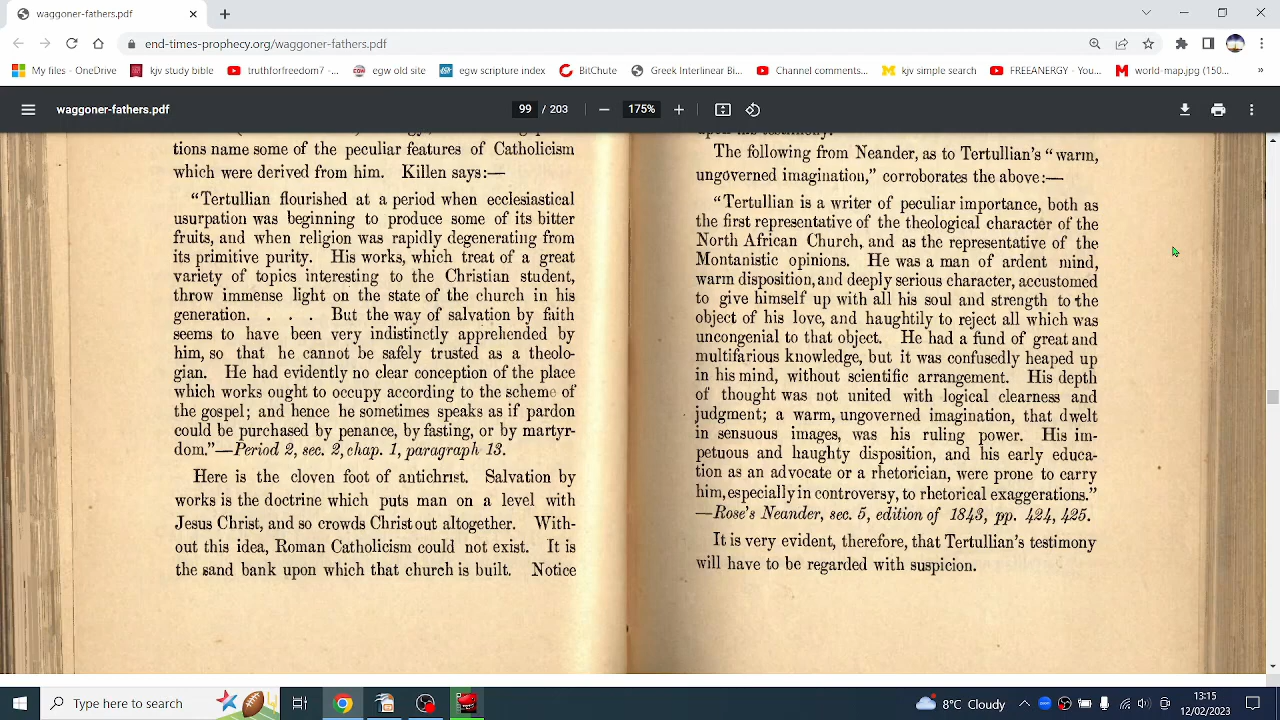 waggoner-fathers.pdf
end-times-prophecy.org/waggoner-fathers.pdf
My files - OneDrive
kjv study bible
truthforfreedom7 -...
egw old site
egw scripture index
BitChute
Greek Interlinear Bi...
Channel comments...
kjv simple search
FREEANERGY - You...
world-map.jpg (150...
»
waggoner-fathers.pdf
99 / 203
175%
tions name some of the peculiar features of Catholicism
which were derived from him. Killen says:—
“Tertullian flourished at a period when ecclesiastical
usurpation was beginning to produce some of its bitter
fruits, and when religion was rapidly degenerating from
its primitive purity. His works, which treat of a great
variety of topics interesting to the Christian student,
throw immense light on the state of the church in his
generation. . . . But the way of salvation by faith
seems to have been very indistinctly apprehended by
him, so that he cannot be safely trusted as a theolo-
gian. He had evidently no clear conception of the place
which works ought to occupy according to the scheme of
the gospel; and hence he sometimes speaks as if pardon
could be purchased by penance, by fasting, or by martyr-
dom.”—Period 2, sec. 2, chap. 1, paragraph 13.
Here is the cloven foot of antichrist. Salvation by
works is the doctrine which puts man on a level with
Jesus Christ, and so crowds Christ out altogether. With-
out this idea, Roman Catholicism could not exist. It is
the sand bank upon which that church is built. Notice
The following from Neander, as to Tertullian’s “warm,
ungoverned imagination,” corroborates the above:—
“Tertullian is a writer of peculiar importance, both as
the first representative of the theological character of the
North African Church, and as the representative of the
Montanistic opinions. He was a man of ardent mind,
warm disposition, and deeply serious character, accustomed
to give himself up with all his soul and strength to the
object of his love, and haughtily to reject all which was
uncongenial to that object. He had a fund of great and
multifarious knowledge, but it was confusedly heaped up
in his mind, without scientific arrangement. His depth
of thought was not united with logical clearness and
judgment; a warm, ungoverned imagination, that dwelt
in sensuous images, was his ruling power. His im-
petuous and haughty disposition, and his early educa-
tion as an advocate or a rhetorician, were prone to carry
him, especially in controversy, to rhetorical exaggerations.”
—Rose’s Neander, sec. 5, edition of 1843, pp. 424, 425.
It is very evident, therefore, that Tertullian’s testimony
will have to be regarded with suspicion.
Type here to search
8°C Cloudy
13:15
12/02/2023